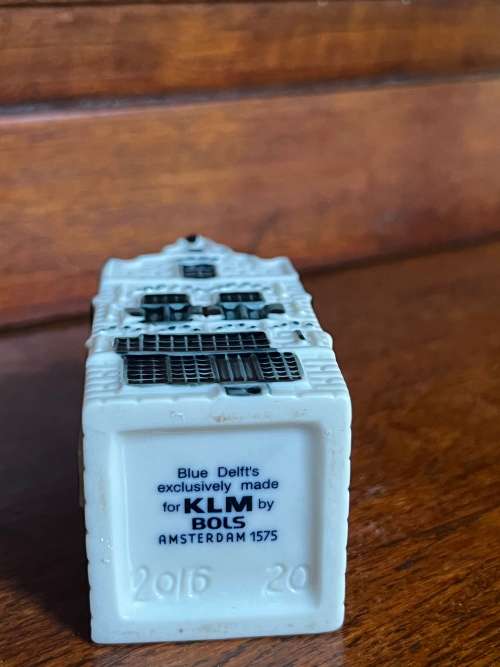 Blue Delft's
exclusively made
for KLM by
BOLS
AMSTERDAM 1575
2016 20